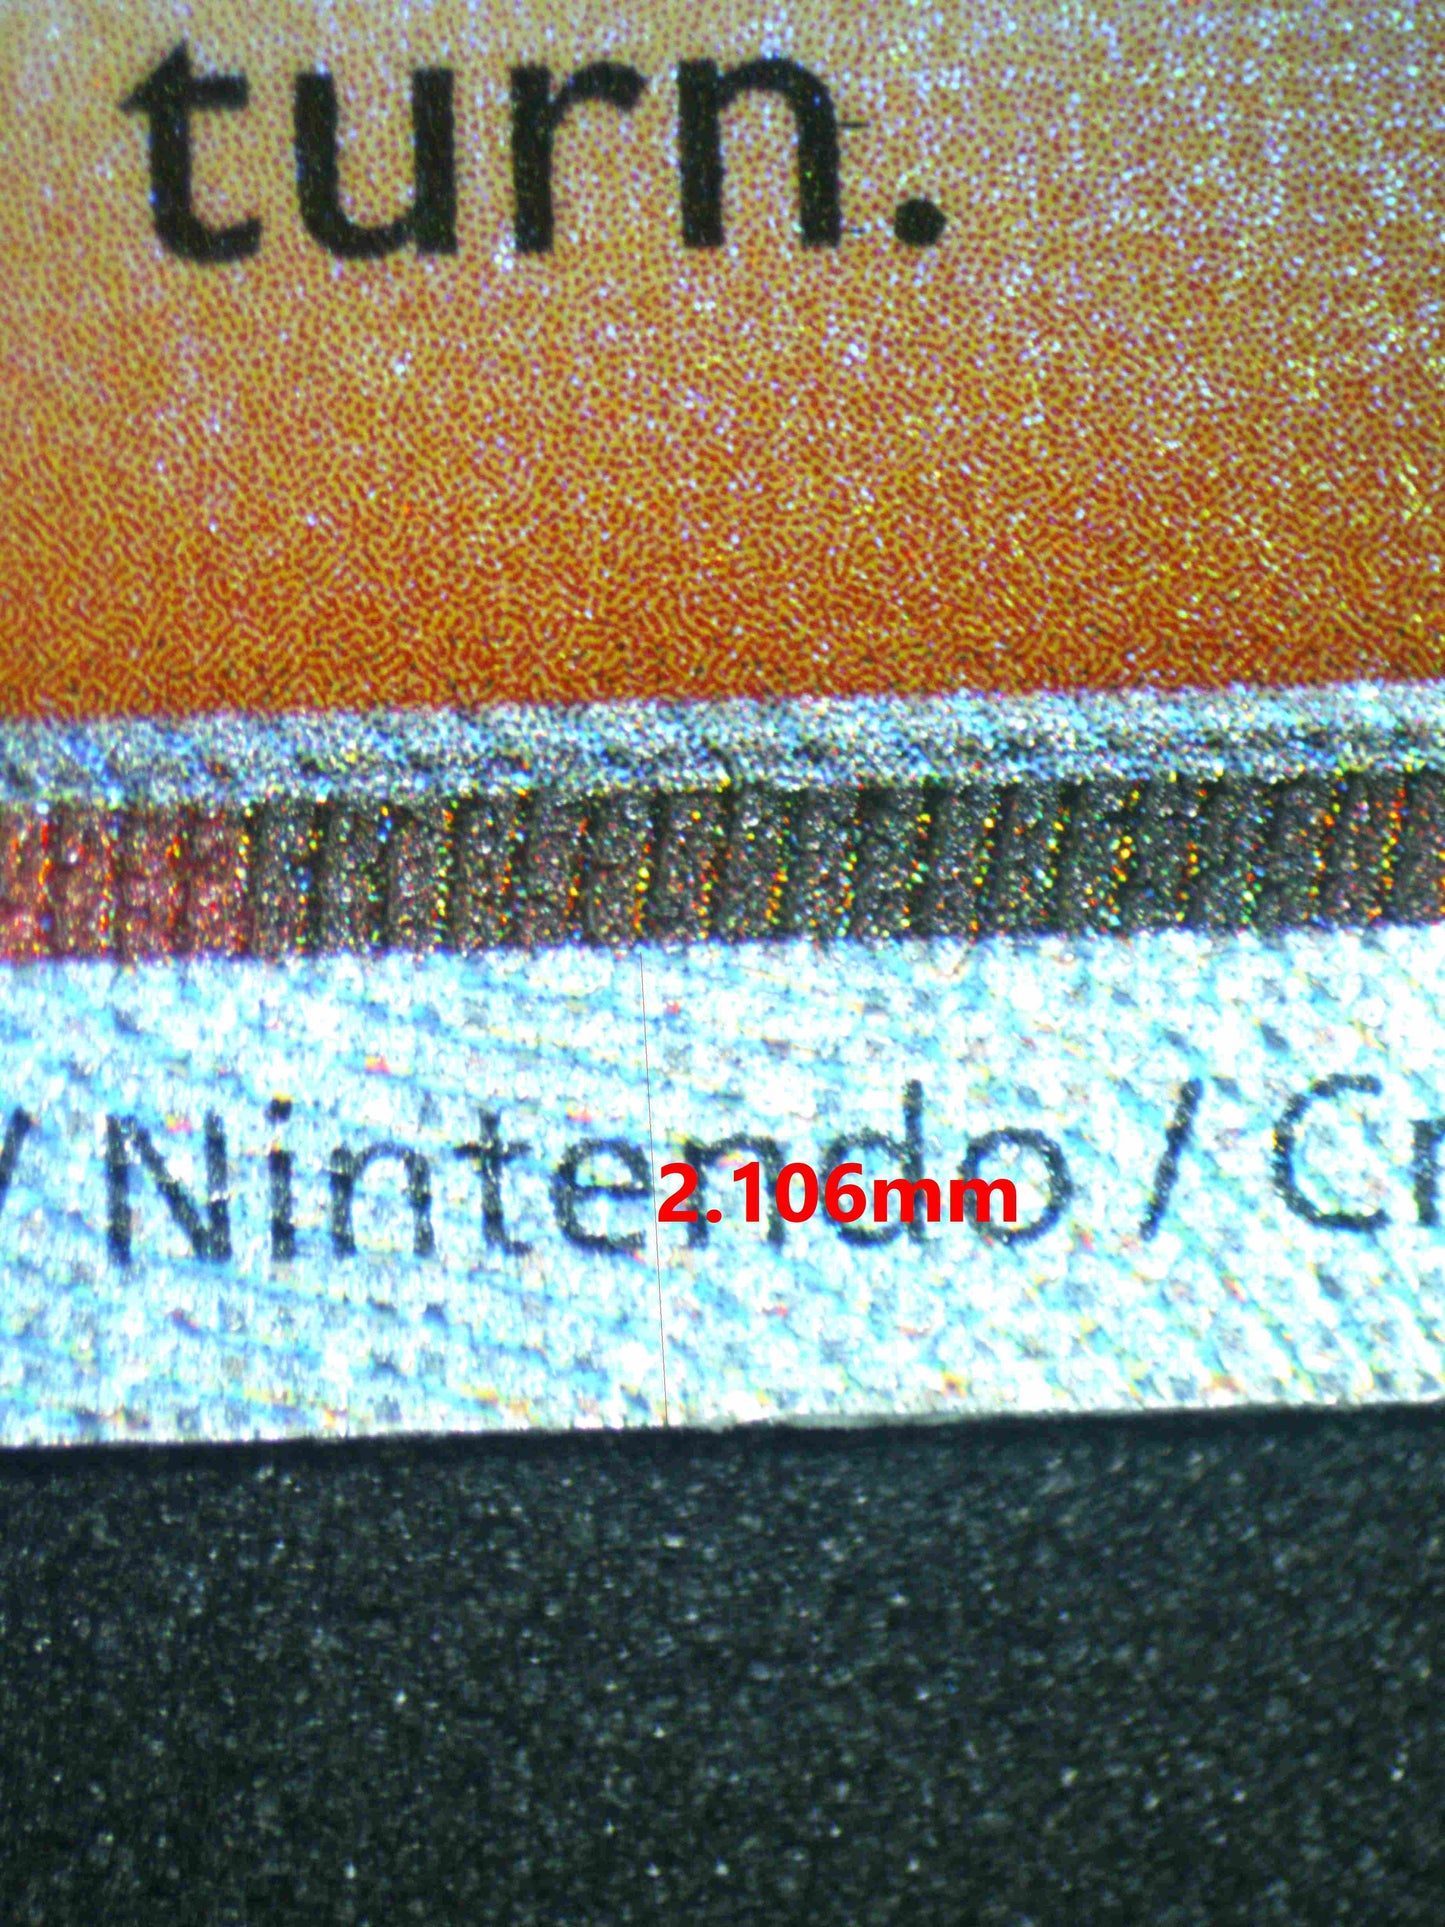 turn.
/ Nintendo / Cr
2.106mm